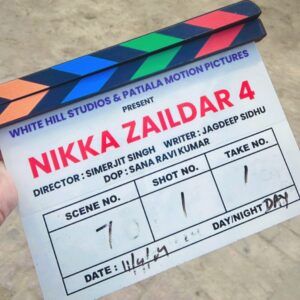 WHITE HILL STUDIOS & PATIALA MOTION PICTURES
PRESENT
NIKKA ZAILDAR 4
DIRECTOR : SIMERJIT SINGH WRITER : JAGDEEP SIDHU
DOP : SANA RAVI KUMAR
SCENE NO. SHOT NO. TAKE NO.
7 1 1
DATE : DAY/NIGHT DAY